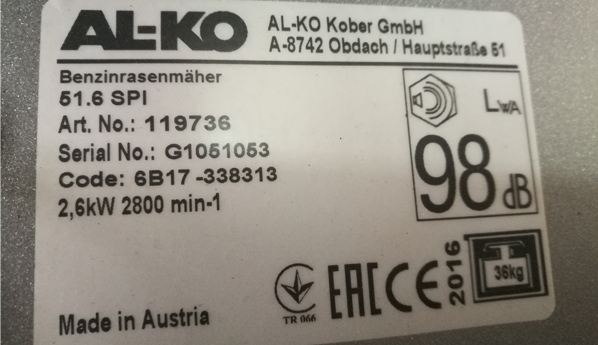 AL-KO
AL-KO Kober GmbH
A-8742 Obdach / Hauptstraße 51
Benzinrasenmäher
51.6 SPI
Art. No.: 119736
Serial No.: G1051053
Code: 6B17 -338313
2,6kW 2800 min-1
LWA
98 dB
Made in Austria
TR 066
EAC
CE
2016
36kg